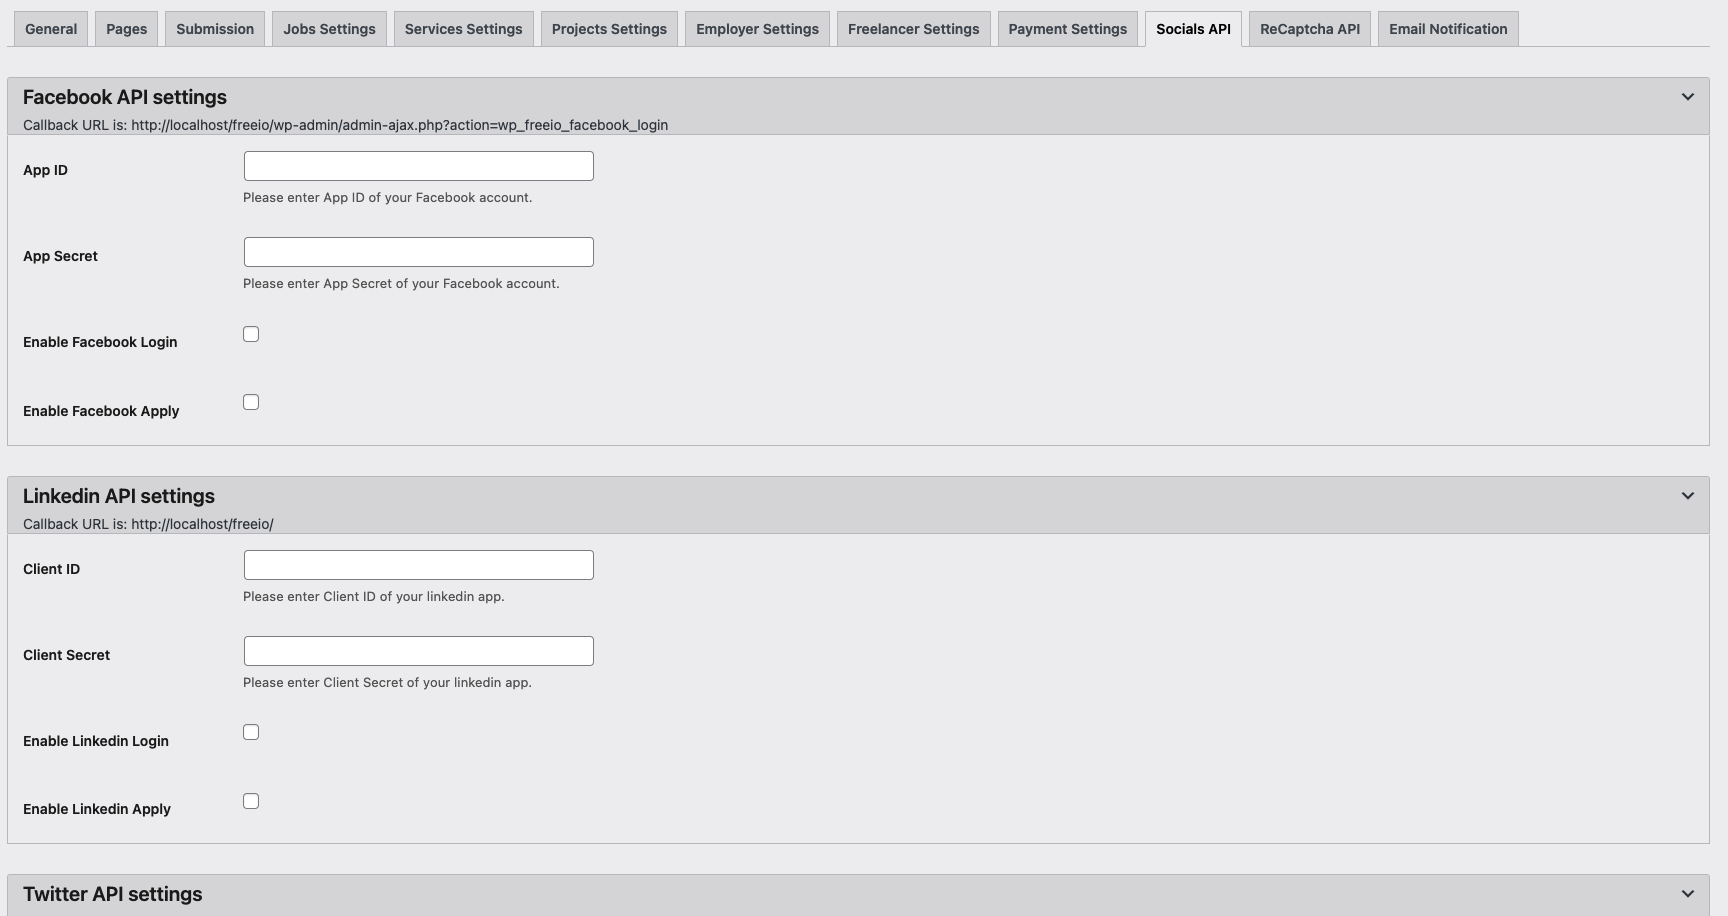 General Pages Submission Jobs Settings Services Settings Projects Settings Employer Settings Freelancer Settings Payment Settings Socials API ReCaptcha API Email Notification
Facebook API settings
Callback URL is: http://localhost/freeio/wp-admin/admin-ajax.php?action=wp_freeio_facebook_login
App ID
Please enter App ID of your Facebook account.
App Secret
Please enter App Secret of your Facebook account.
Enable Facebook Login
Enable Facebook Apply
Linkedin API settings
Callback URL is: http://localhost/freeio/
Client ID
Please enter Client ID of your linkedin app.
Client Secret
Please enter Client Secret of your linkedin app.
Enable Linkedin Login
Enable Linkedin Apply
Twitter API settings